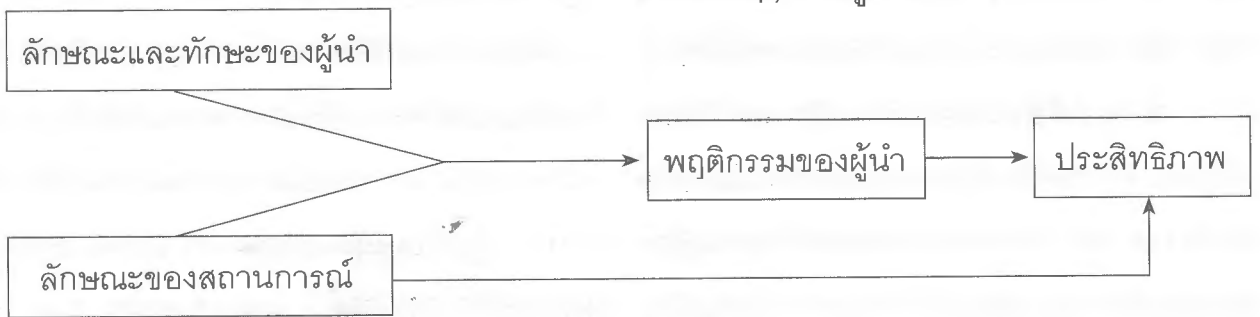 ลักษณะและทักษะของผู้นำ
พฤติกรรมของผู้นำ
ประสิทธิภาพ
ลักษณะของสถานการณ์